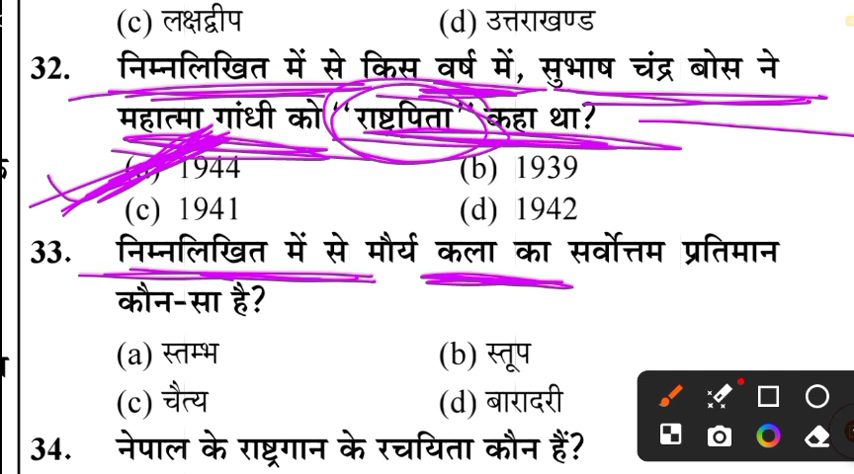 (c) लक्षद्वीप (d) उत्तराखण्ड
32. निम्नलिखित में से किस वर्ष में, सुभाष चंद्र बोस ने
महात्मा गांधी को ‘‘राष्ट्रपिता’’ कहा था?
(a) 1944 (b) 1939
(c) 1941 (d) 1942
33. निम्नलिखित में से मौर्य कला का सर्वोत्तम प्रतिमान
कौन-सा है?
(a) स्तम्भ (b) स्तूप
(c) चैत्य (d) बारादरी
34. नेपाल के राष्ट्रगान के रचयिता कौन हैं?